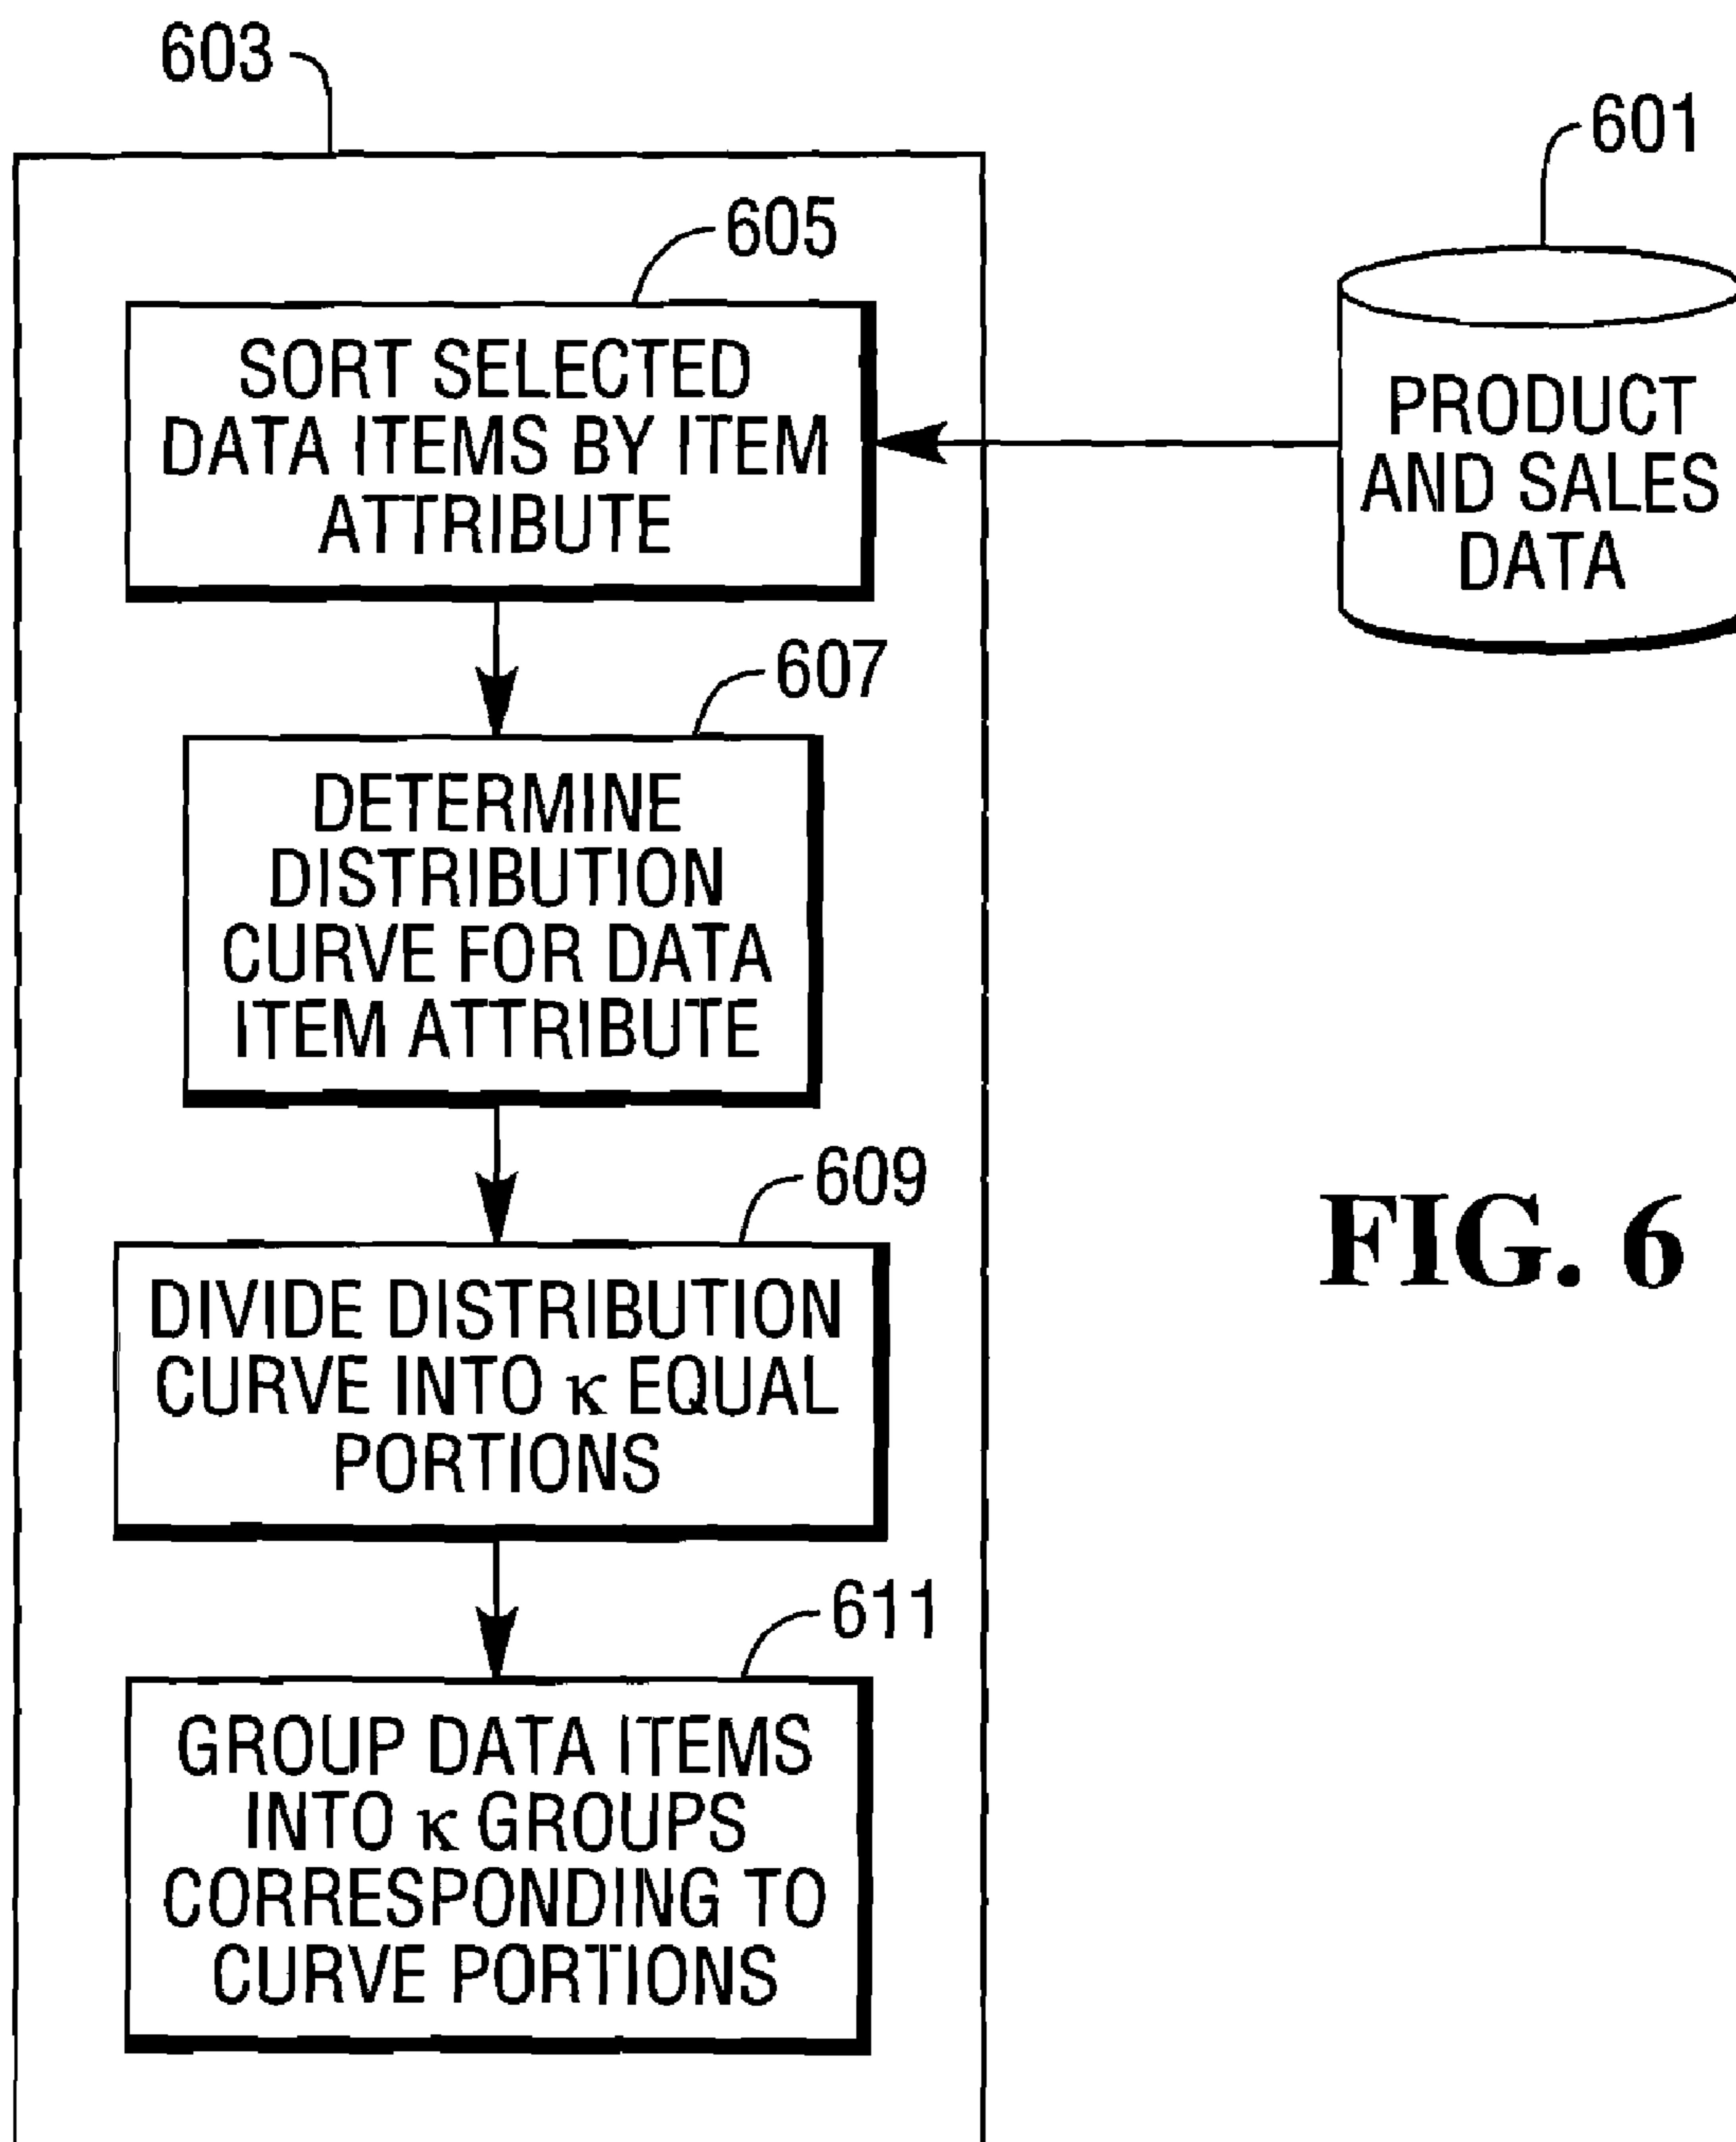 603
601
605
SORT SELECTED
DATA ITEMS BY ITEM
ATTRIBUTE
PRODUCT
AND SALES
DATA
607
DETERMINE
DISTRIBUTION
CURVE FOR DATA
ITEM ATTRIBUTE
609
DIVIDE DISTRIBUTION
CURVE INTO κ EQUAL
PORTIONS
FIG. 6
611
GROUP DATA ITEMS
INTO κ GROUPS
CORRESPONDING TO
CURVE PORTIONS